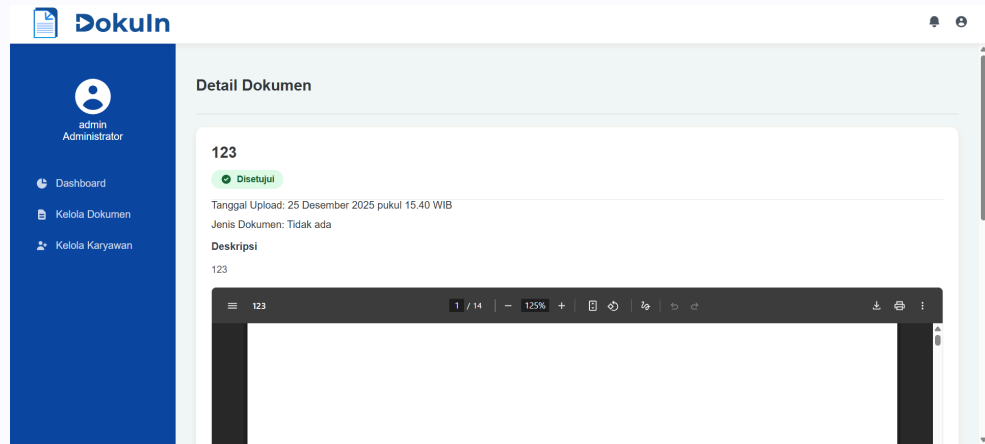 DokuIn
admin
Administrator
Dashboard
Kelola Dokumen
Kelola Karyawan
Detail Dokumen
123
Disetujui
Tanggal Upload: 25 Desember 2025 pukul 15.40 WIB
Jenis Dokumen: Tidak ada
Deskripsi
123
123 1 / 14 125%